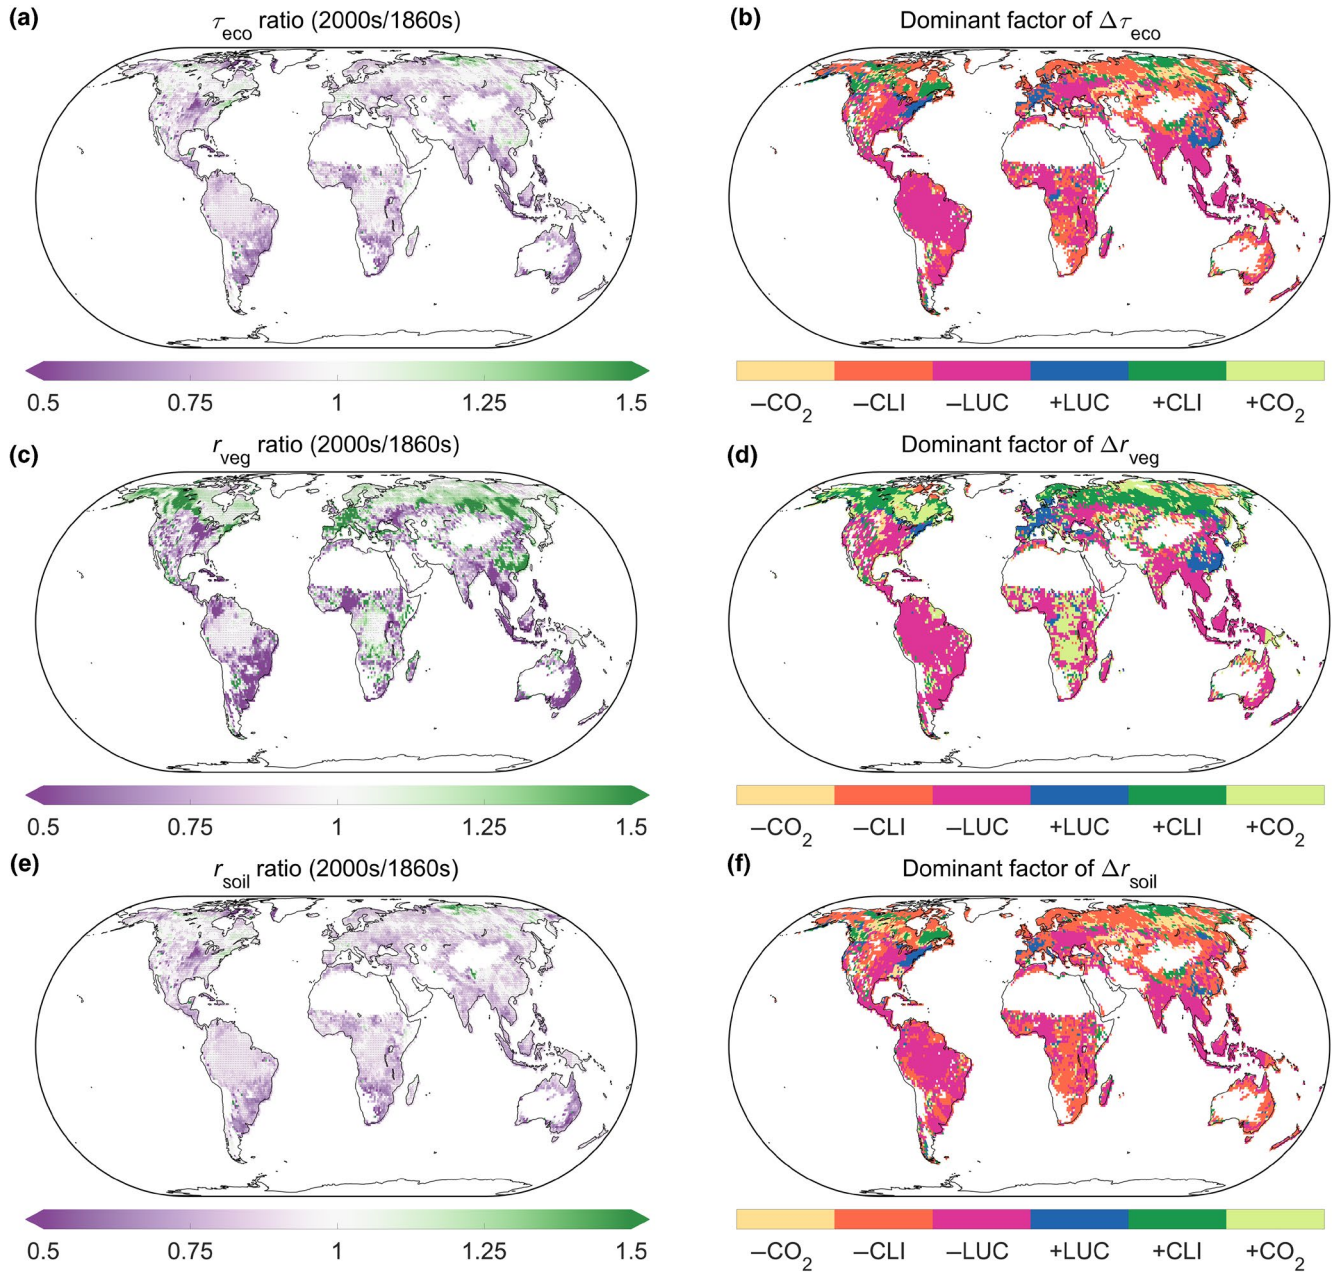 (a) τeco ratio (2000s/1860s)
(b) Dominant factor of Δτeco
0.5 0.75 1 1.25 1.5
–CO2 –CLI –LUC +LUC +CLI +CO2
(c) rveg ratio (2000s/1860s)
(d) Dominant factor of Δrveg
0.5 0.75 1 1.25 1.5
–CO2 –CLI –LUC +LUC +CLI +CO2
(e) rsoil ratio (2000s/1860s)
(f) Dominant factor of Δrsoil
0.5 0.75 1 1.25 1.5
–CO2 –CLI –LUC +LUC +CLI +CO2